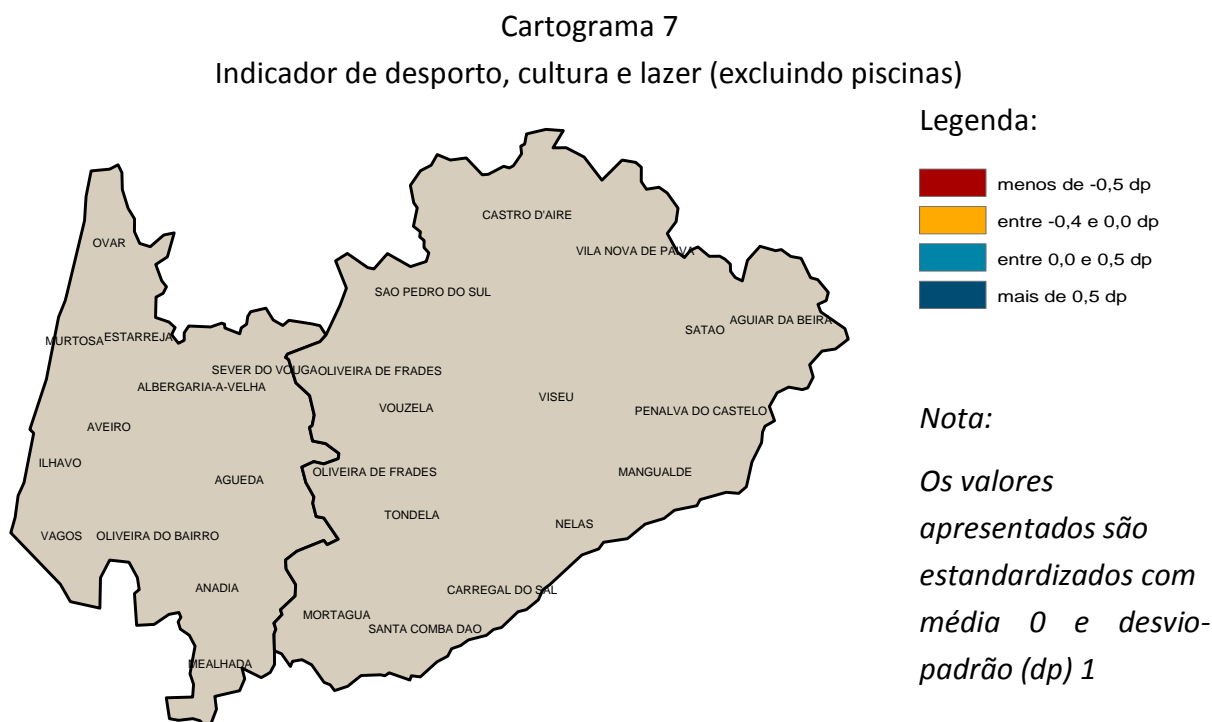 Cartograma 7
Indicador de desporto, cultura e lazer (excluindo piscinas)
Legenda:
menos de -0,5 dp
entre -0,4 e 0,0 dp
entre 0,0 e 0,5 dp
mais de 0,5 dp
CASTRO D'AIRE
OVAR
VILA NOVA DE PAIVA
SAO PEDRO DO SUL
AGUIAR DA BEIRA
SATAO
MURTOSA
ESTARREJA
SEVER DO VOUGA
OLIVEIRA DE FRADES
ALBERGARIA-A-VELHA
VISEU
VOUZELA
PENALVA DO CASTELO
AVEIRO
ILHAVO
AGUEDA
OLIVEIRA DE FRADES
MANGUALDE
TONDELA
NELAS
VAGOS
OLIVEIRA DO BAIRRO
ANADIA
CARREGAL DO SAL
MORTAGUA
SANTA COMBA DAO
MEALHADA
Nota:
Os valores
apresentados são
estandardizados com
média 0 e desvio-
padrão (dp) 1